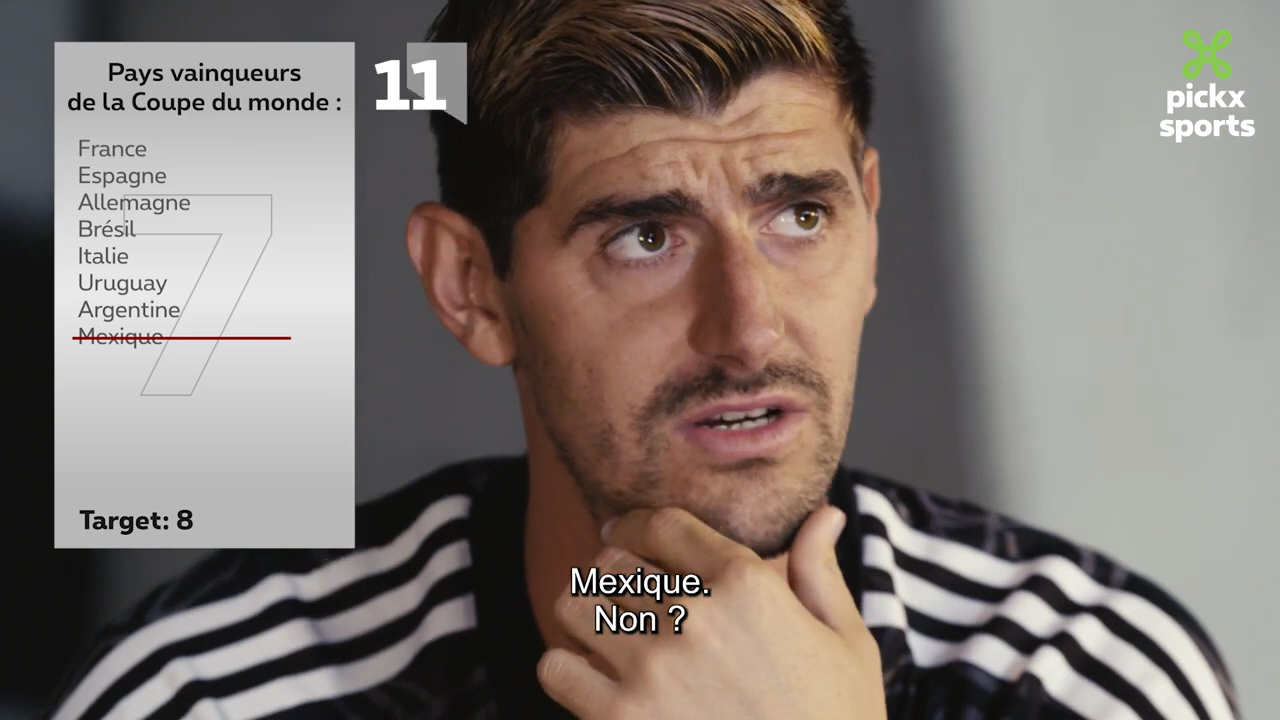 Pays vainqueurs
de la Coupe du monde :
11
France
Espagne
Allemagne
Brésil
Italie
Uruguay
Argentine
Mexique
7
Target: 8
pickx
sports
Mexique.
Non ?